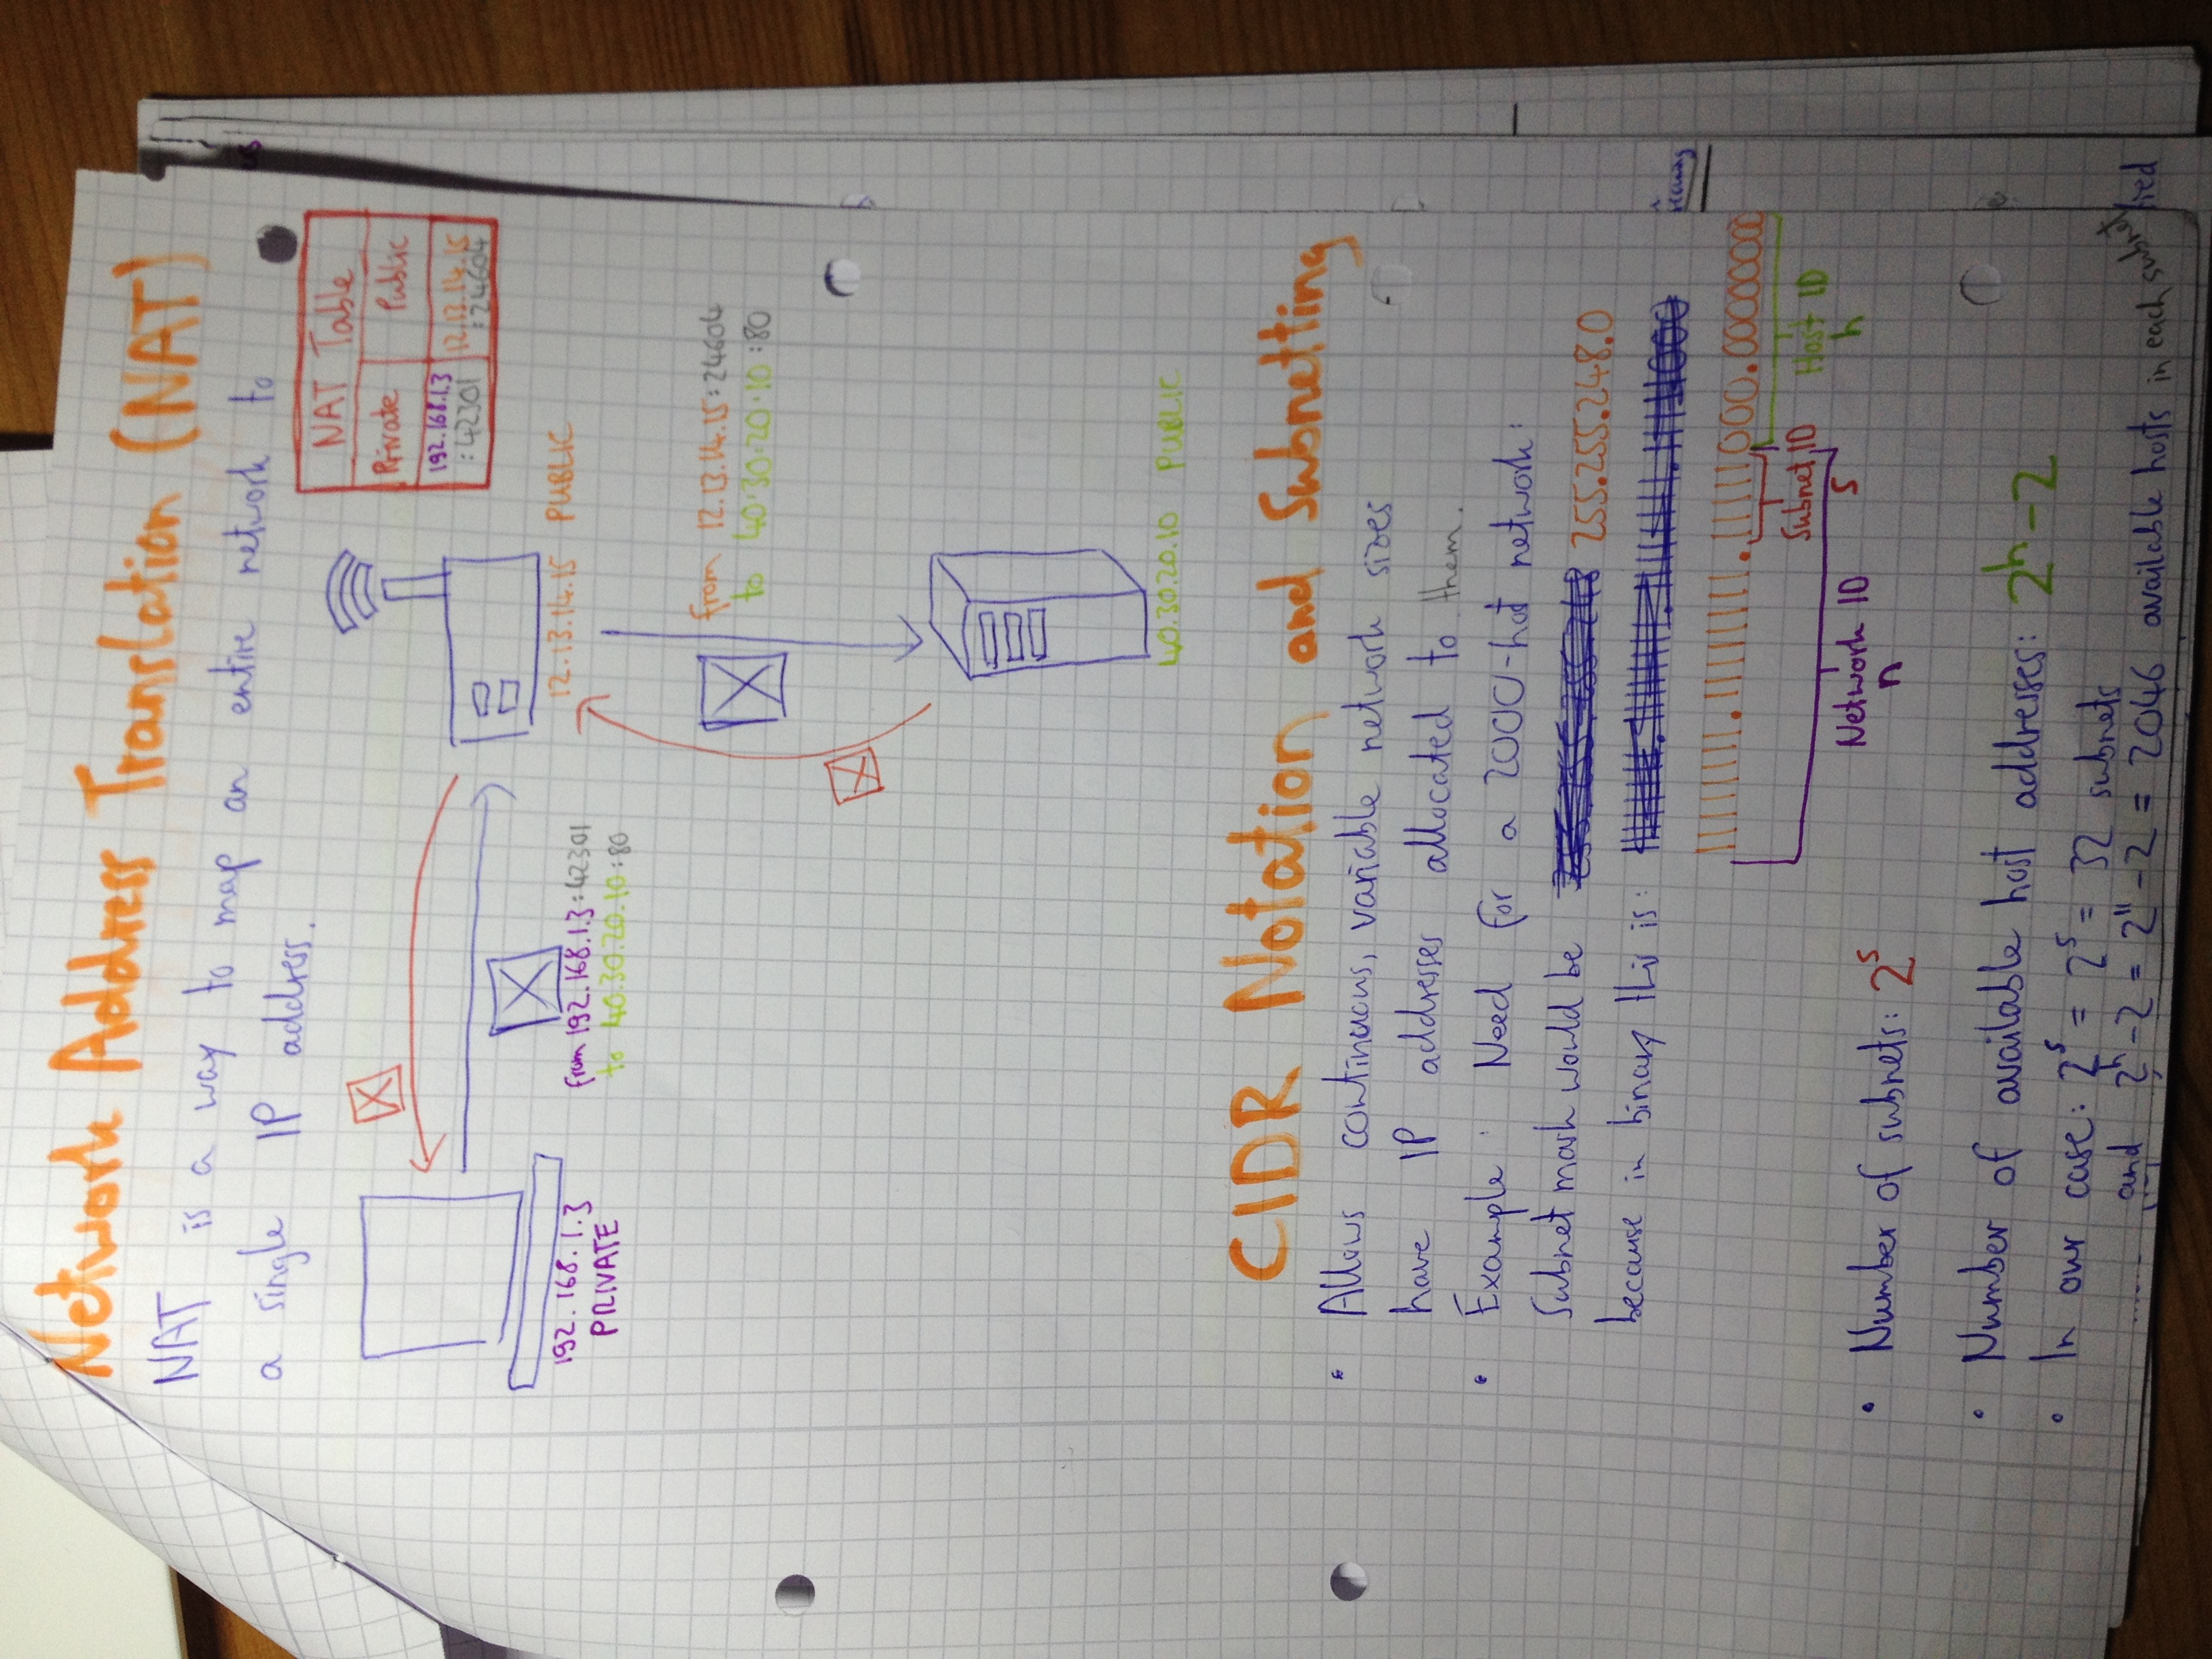 Network Address Translation (NAT)
NAT is a way to map an entire network to
a single IP address.
NAT Table
Private Public
192.168.1.3 12.13.14.15
:42301 :24604
192.168.1.3
PRIVATE
from 192.168.1.3:42301
to 40.30.20.10:80
12.13.14.15 PUBLIC
from 12.13.14.15:24604
to 40.30.20.10:80
40.30.20.10 PUBLIC
CIDR Notation and Subnetting
• Allows continuous, variable network sizes
have IP addresses allocated to them.
• Example: Need for a 2000-hot network:
Subnet mask would be 255.255.248.0
because in binary this is:
11111111.11111111.11111000.00000000
Subnet ID
s
Host ID
h
Network ID
n
• Number of subnets: 2^s
• Number of available host addresses: 2^h-2
• In our case: 2^s = 2^5 = 32 subnets
and 2^h-2 = 2^11-2 = 2046 available hosts in each subnet